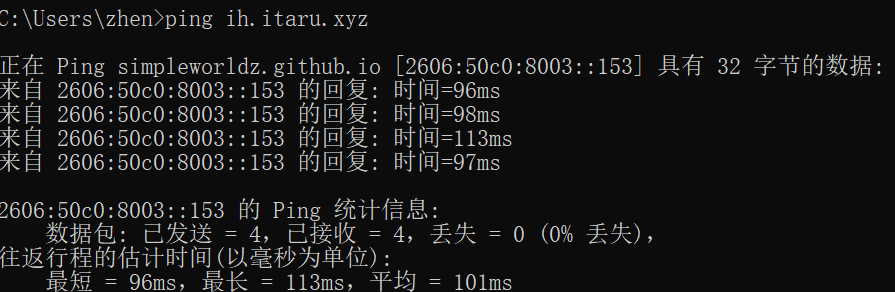 C:\Users\zhen>ping ih.itaru.xyz
正在 Ping simpleworldz.github.io [2606:50c0:8003::153] 具有 32 字节的数据:
来自 2606:50c0:8003::153 的回复: 时间=96ms
来自 2606:50c0:8003::153 的回复: 时间=98ms
来自 2606:50c0:8003::153 的回复: 时间=113ms
来自 2606:50c0:8003::153 的回复: 时间=97ms
2606:50c0:8003::153 的 Ping 统计信息:
数据包: 已发送 = 4，已接收 = 4，丢失 = 0 (0% 丢失)，
往返行程的估计时间(以毫秒为单位):
最短 = 96ms，最长 = 113ms，平均 = 101ms